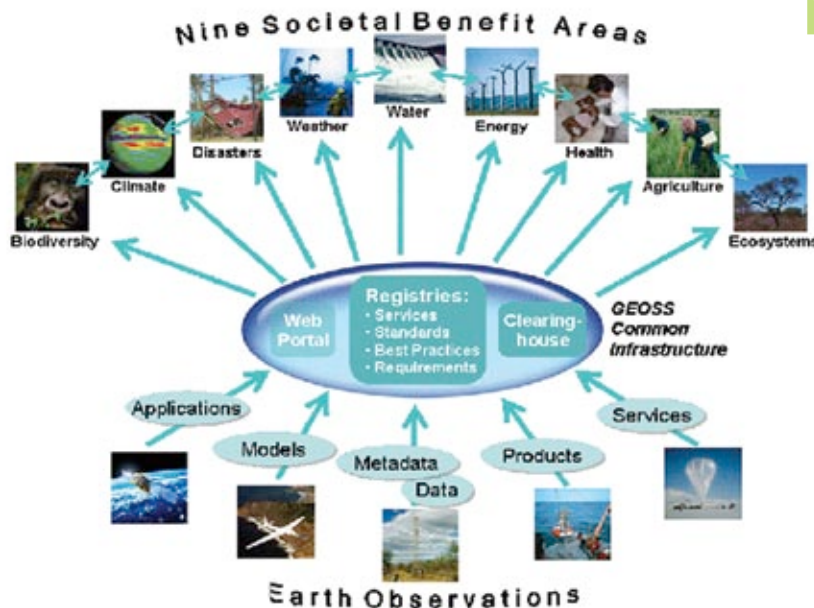 Nine Societal Benefit Areas
Water
Weather
Energy
Disasters
Health
Climate
Agriculture
Biodiversity
Ecosystems
Registries:
• Services
• Standards
• Best Practices
• Requirements
Web
Portal
Clearing-
house
GEOSS
Common
Infrastructure
Applications
Services
Models
Metadata
Products
Data
Earth Observations